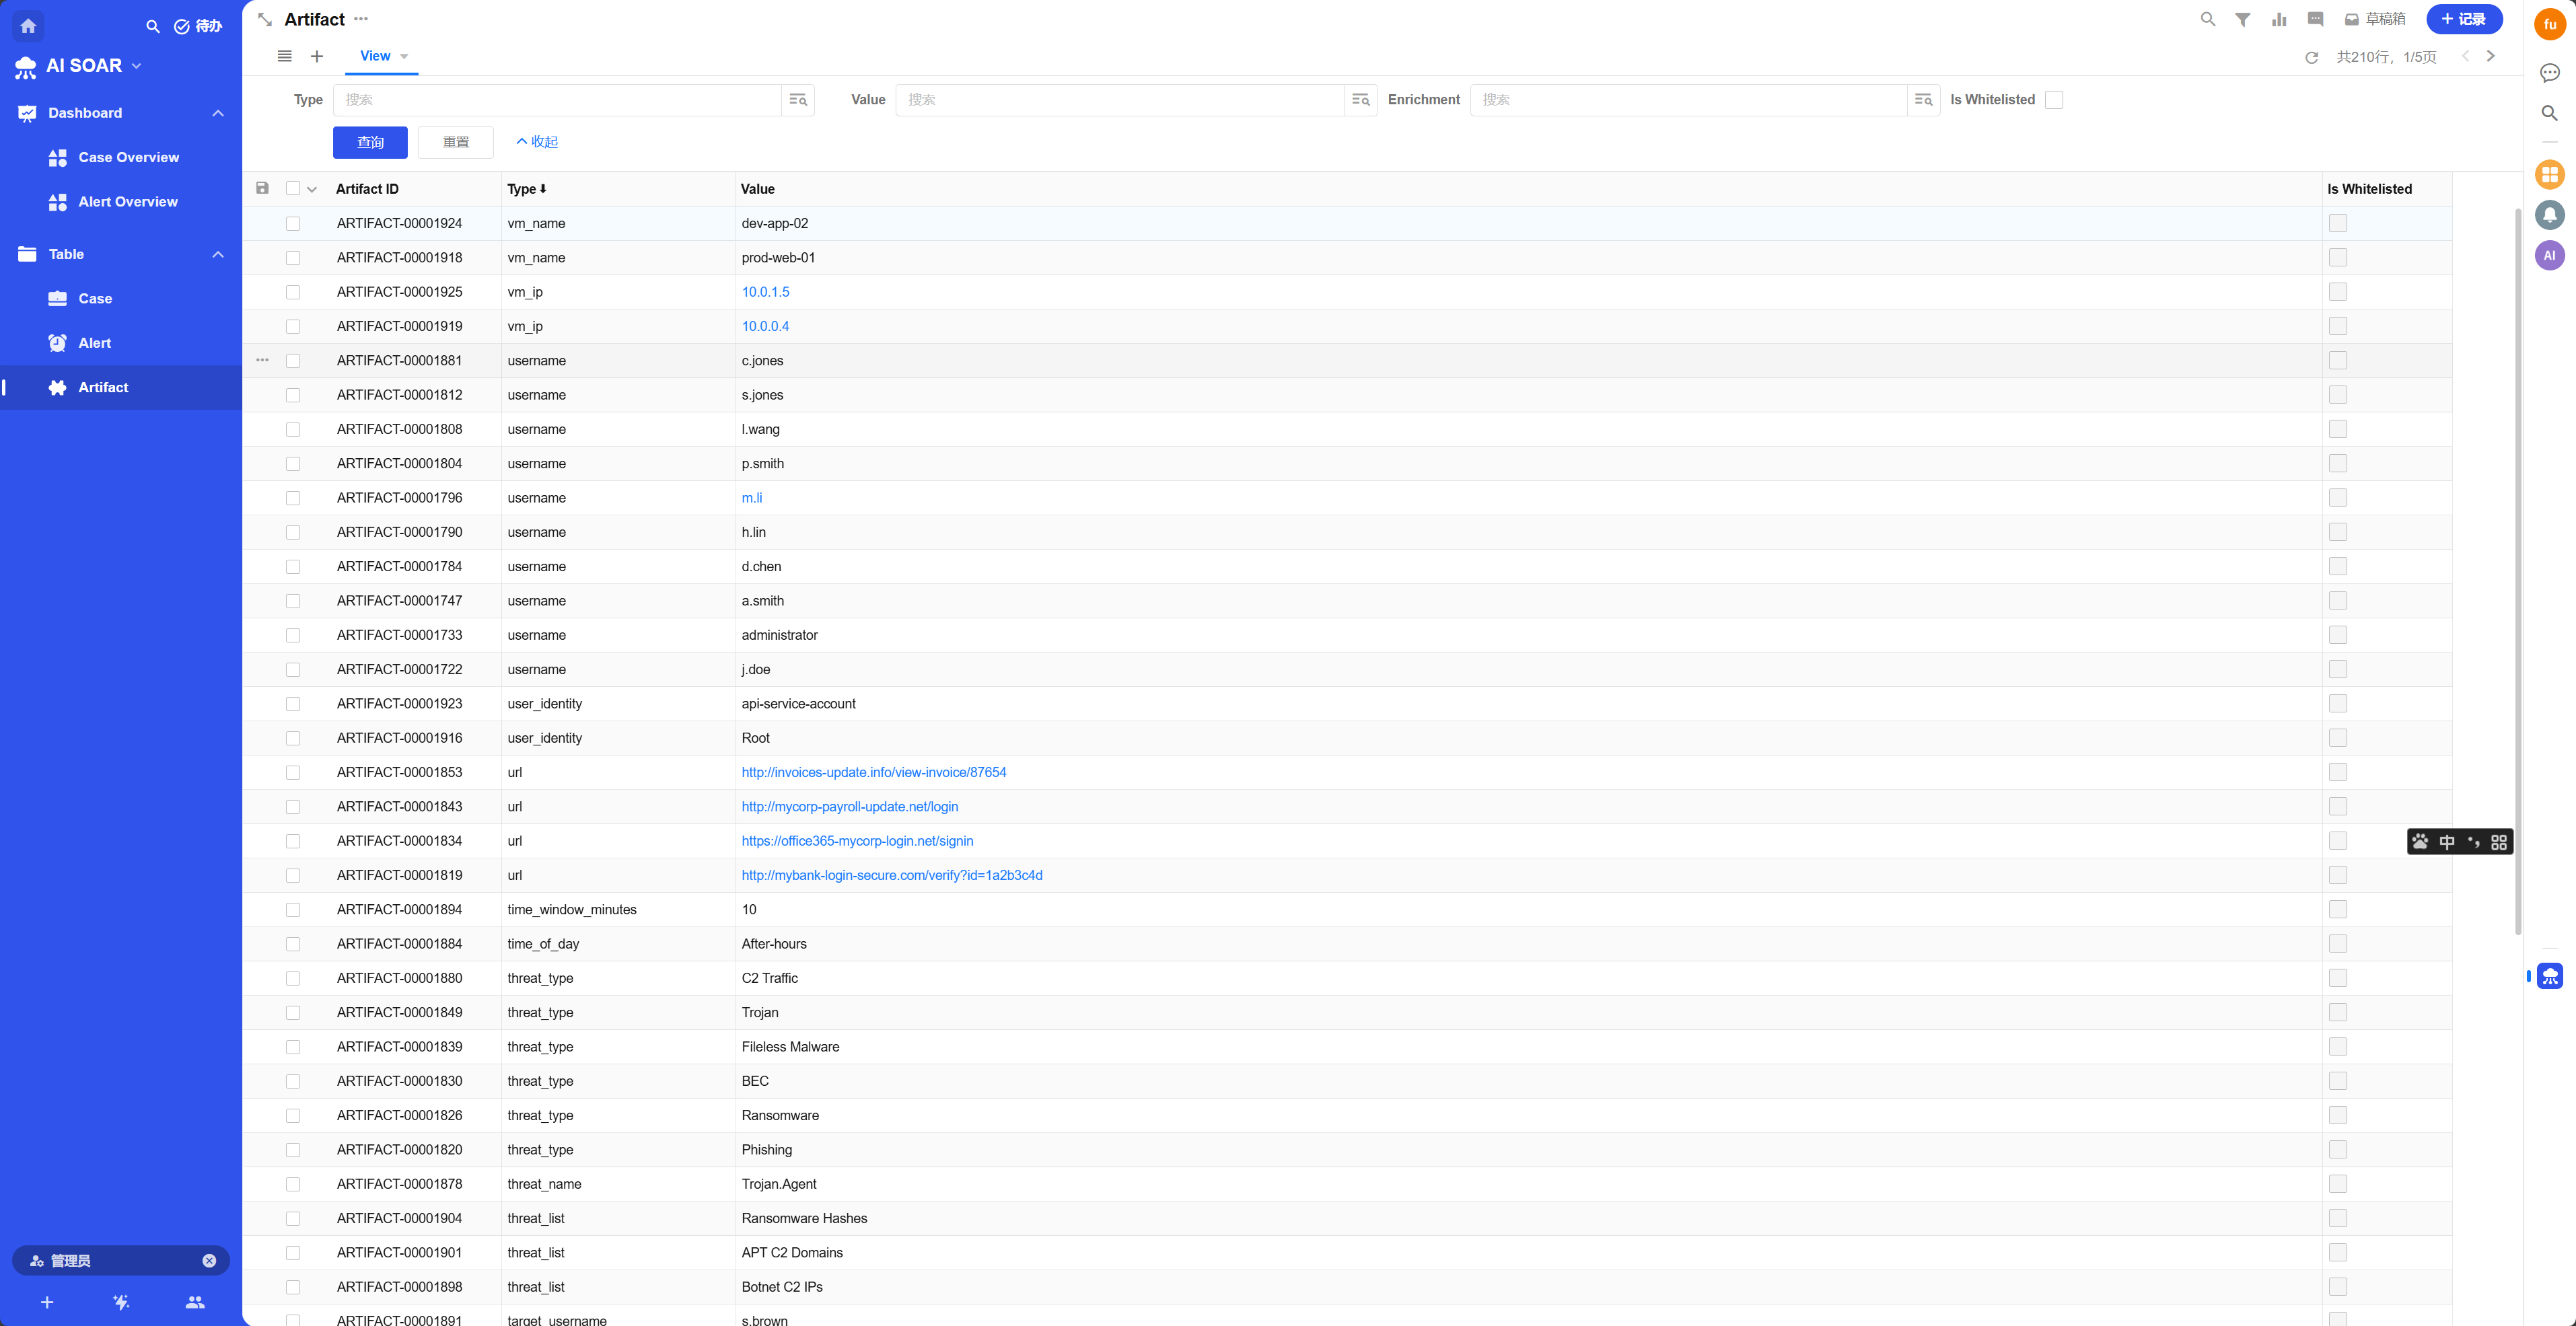 待办
AI SOAR
Dashboard
Case Overview
Alert Overview
Table
Case
Alert
Artifact
管理员
Artifact
草稿箱
记录
View
共210行，1/5页
Type 搜索 Value 搜索 Enrichment 搜索 Is Whitelisted
查询 重置 收起
Artifact ID Type Value Is Whitelisted
ARTIFACT-00001924 vm_name dev-app-02
ARTIFACT-00001918 vm_name prod-web-01
ARTIFACT-00001925 vm_ip 10.0.1.5
ARTIFACT-00001919 vm_ip 10.0.0.4
ARTIFACT-00001881 username c.jones
ARTIFACT-00001812 username s.jones
ARTIFACT-00001808 username l.wang
ARTIFACT-00001804 username p.smith
ARTIFACT-00001796 username m.li
ARTIFACT-00001790 username h.lin
ARTIFACT-00001784 username d.chen
ARTIFACT-00001747 username a.smith
ARTIFACT-00001733 username administrator
ARTIFACT-00001722 username j.doe
ARTIFACT-00001923 user_identity api-service-account
ARTIFACT-00001916 user_identity Root
ARTIFACT-00001853 url http://invoices-update.info/view-invoice/87654
ARTIFACT-00001843 url http://mycorp-payroll-update.net/login
ARTIFACT-00001834 url https://office365-mycorp-login.net/signin
ARTIFACT-00001819 url http://mybank-login-secure.com/verify?id=1a2b3c4d
ARTIFACT-00001894 time_window_minutes 10
ARTIFACT-00001884 time_of_day After-hours
ARTIFACT-00001880 threat_type C2 Traffic
ARTIFACT-00001849 threat_type Trojan
ARTIFACT-00001839 threat_type Fileless Malware
ARTIFACT-00001830 threat_type BEC
ARTIFACT-00001826 threat_type Ransomware
ARTIFACT-00001820 threat_type Phishing
ARTIFACT-00001878 threat_name Trojan.Agent
ARTIFACT-00001904 threat_list Ransomware Hashes
ARTIFACT-00001901 threat_list APT C2 Domains
ARTIFACT-00001898 threat_list Botnet C2 IPs
ARTIFACT-00001891 target_username s.brown
fu
AI
中